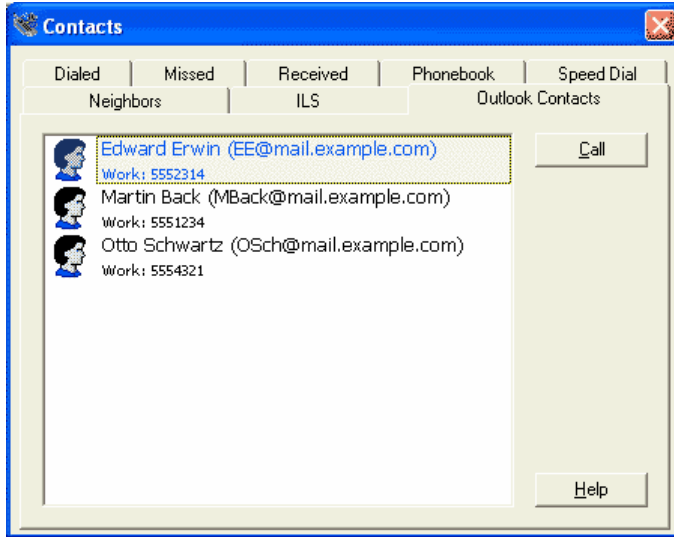 Contacts
Dialed Missed Received Phonebook Speed Dial
Neighbors ILS Outlook Contacts
Edward Erwin (EE@mail.example.com)
Work: 5552314
Martin Back (MBack@mail.example.com)
Work: 5551234
Otto Schwartz (OSch@mail.example.com)
Work: 5554321
Call
Help